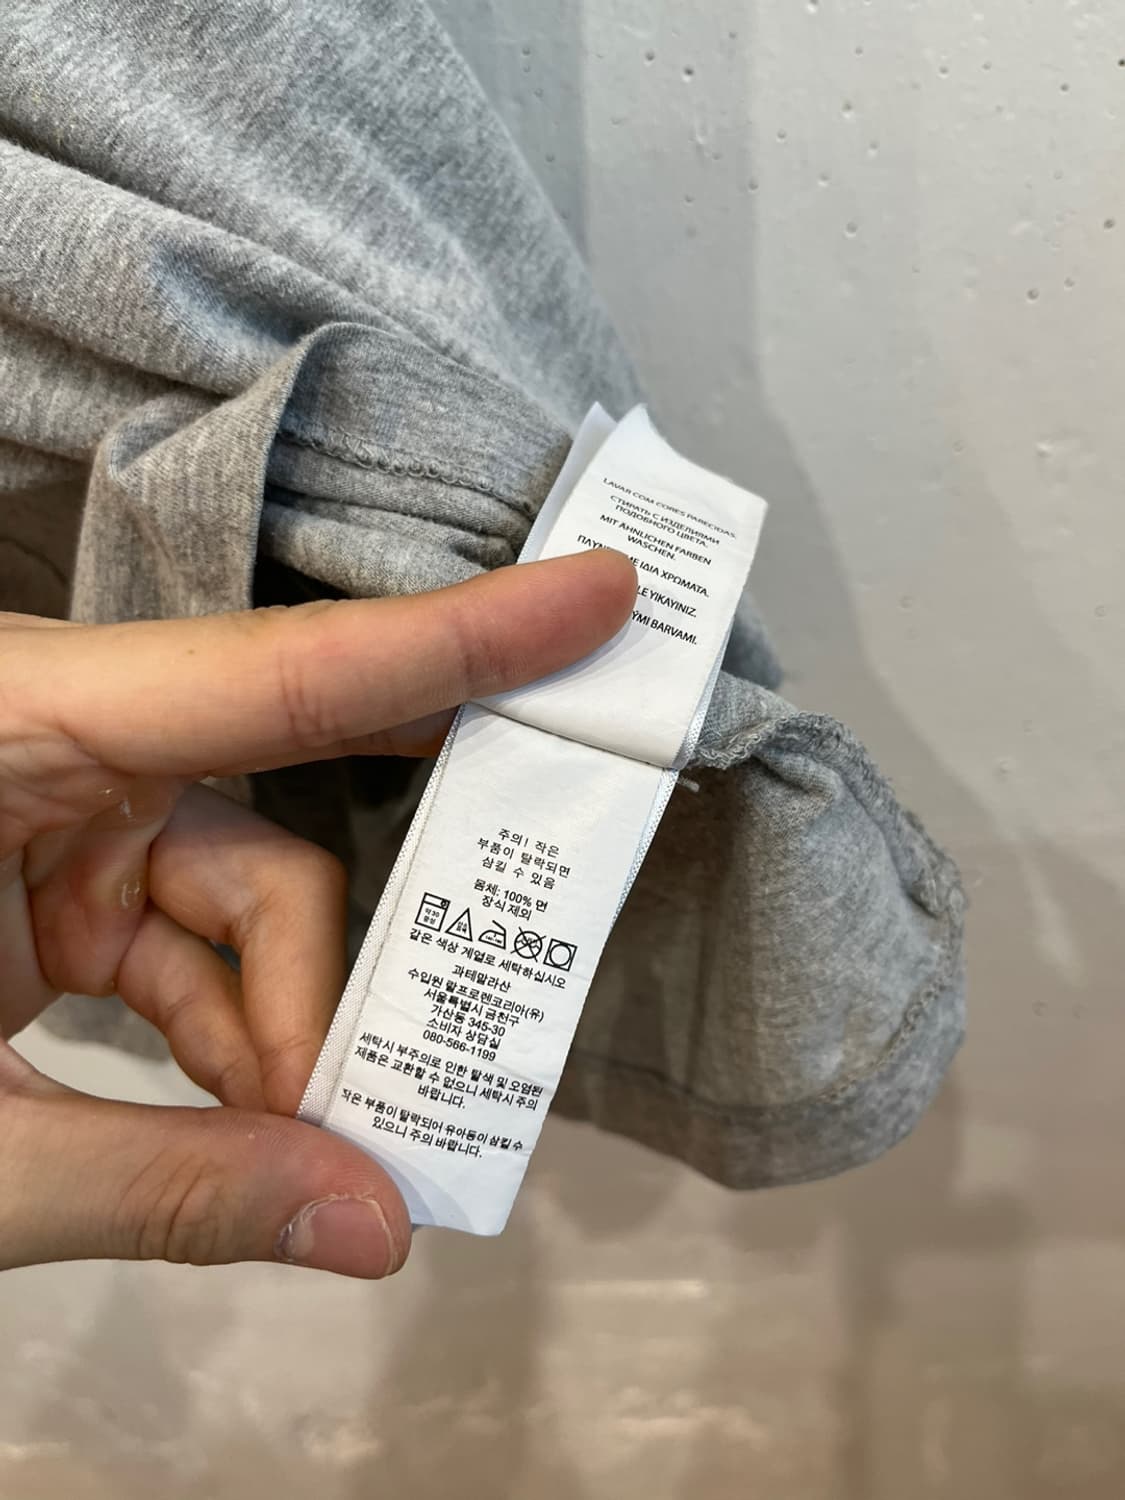 LAVAR COM CORES PARECIDAS.
СТИРАТЬ С ИЗДЕЛИЯМИ
ПОДОБНОГО ЦВЕТА.
MIT ÄHNLICHEN FARBEN
WASCHEN.
ΙΔΙΑ ΧΡΩΜΑΤΑ.
YIKAYINIZ.
BARVAMI.
주의! 작은
부품이 탈락되면
삼킬 수 있음
몸체: 100% 면
장식 제외
약 30
중성
같은 색상 계열로 세탁하십시오
과테말라산
수입원 랄프로렌코리아(유)
서울특별시 금천구
가산동 345-30
소비자 상담실
080-566-1199
세탁시 부주의로 인한 탈색 및 오염된
제품은 교환할 수 없으니 세탁시 주의
바랍니다.
작은 부품이 탈락되어 유아동이 삼킬 수
있으니 주의 바랍니다.